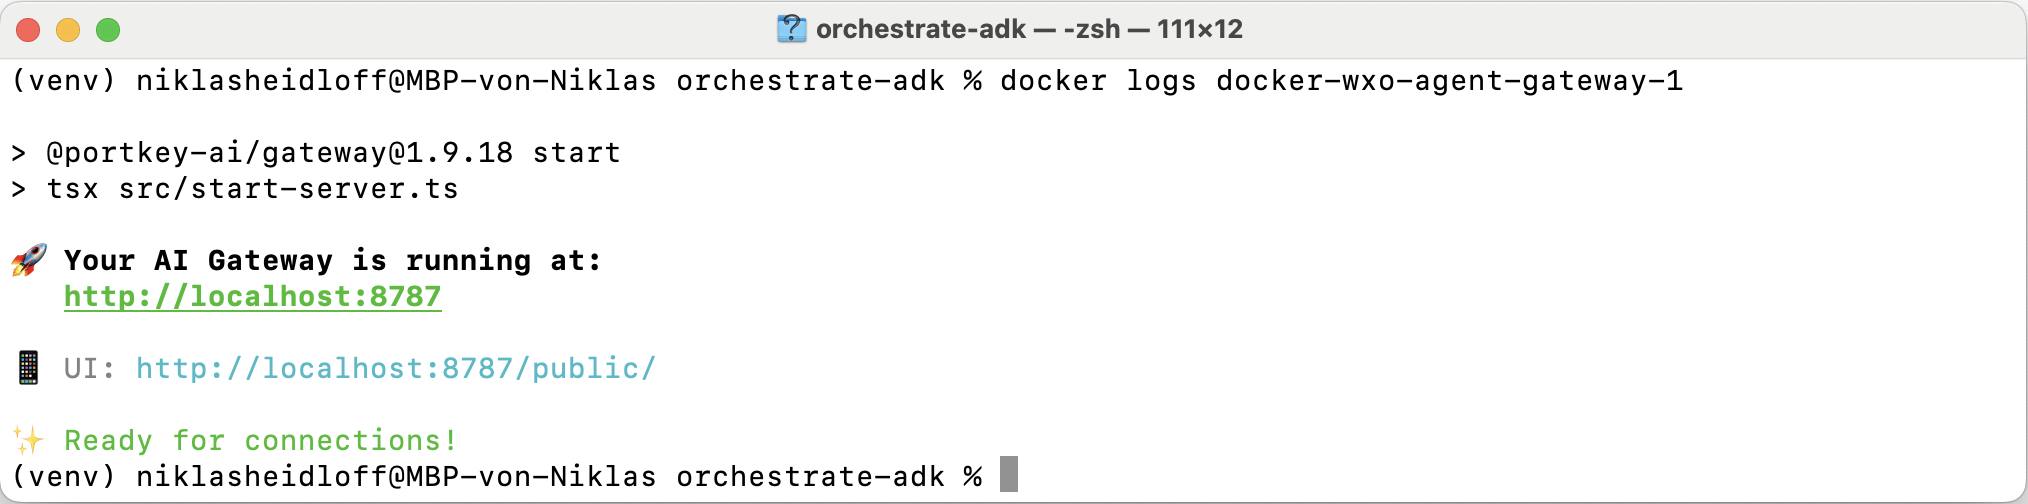 orchestrate-adk — -zsh — 111×12
(venv) niklasheidloff@MBP-von-Niklas orchestrate-adk % docker logs docker-wxo-agent-gateway-1
> @portkey-ai/gateway@1.9.18 start
> tsx src/start-server.ts
🚀 Your AI Gateway is running at:
http://localhost:8787
📱 UI: http://localhost:8787/public/
✨ Ready for connections!
(venv) niklasheidloff@MBP-von-Niklas orchestrate-adk %